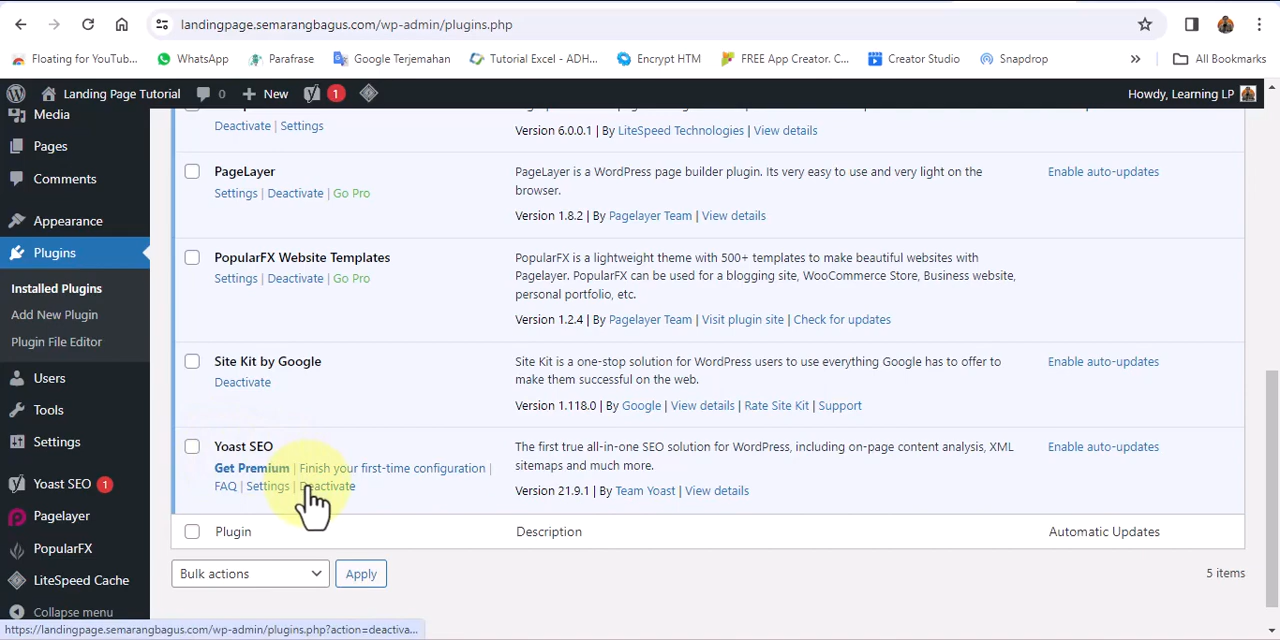 landingpage.semarangbagus.com/wp-admin/plugins.php
Floating for YouTub... WhatsApp Parafrase Google Terjemahan Tutorial Excel - ADH... Encrypt HTM FREE App Creator. C... Creator Studio Snapdrop » All Bookmarks
Landing Page Tutorial 0 + New 1 Howdy, Learning LP
Media
Pages
Comments
Appearance
Plugins
Installed Plugins
Add New Plugin
Plugin File Editor
Users
Tools
Settings
Yoast SEO 1
Pagelayer
PopularFX
LiteSpeed Cache
Collapse menu
Deactivate | Settings
Version 6.0.0.1 | By LiteSpeed Technologies | View details
PageLayer
Settings | Deactivate | Go Pro
PageLayer is a WordPress page builder plugin. Its very easy to use and very light on the
browser.
Version 1.8.2 | By Pagelayer Team | View details
Enable auto-updates
PopularFX Website Templates
Settings | Deactivate | Go Pro
PopularFX is a lightweight theme with 500+ templates to make beautiful websites with
Pagelayer. PopularFX can be used for a blogging site, WooCommerce Store, Business website,
personal portfolio, etc.
Version 1.2.4 | By Pagelayer Team | Visit plugin site | Check for updates
Site Kit by Google
Deactivate
Site Kit is a one-stop solution for WordPress users to use everything Google has to offer to
make them successful on the web.
Version 1.118.0 | By Google | View details | Rate Site Kit | Support
Enable auto-updates
Yoast SEO
Get Premium | Finish your first-time configuration |
FAQ | Settings | Deactivate
The first true all-in-one SEO solution for WordPress, including on-page content analysis, XML
sitemaps and much more.
Version 21.9.1 | By Team Yoast | View details
Enable auto-updates
Plugin Description Automatic Updates
Bulk actions Apply 5 items
https://landingpage.semarangbagus.com/wp-admin/plugins.php?action=deactiva...